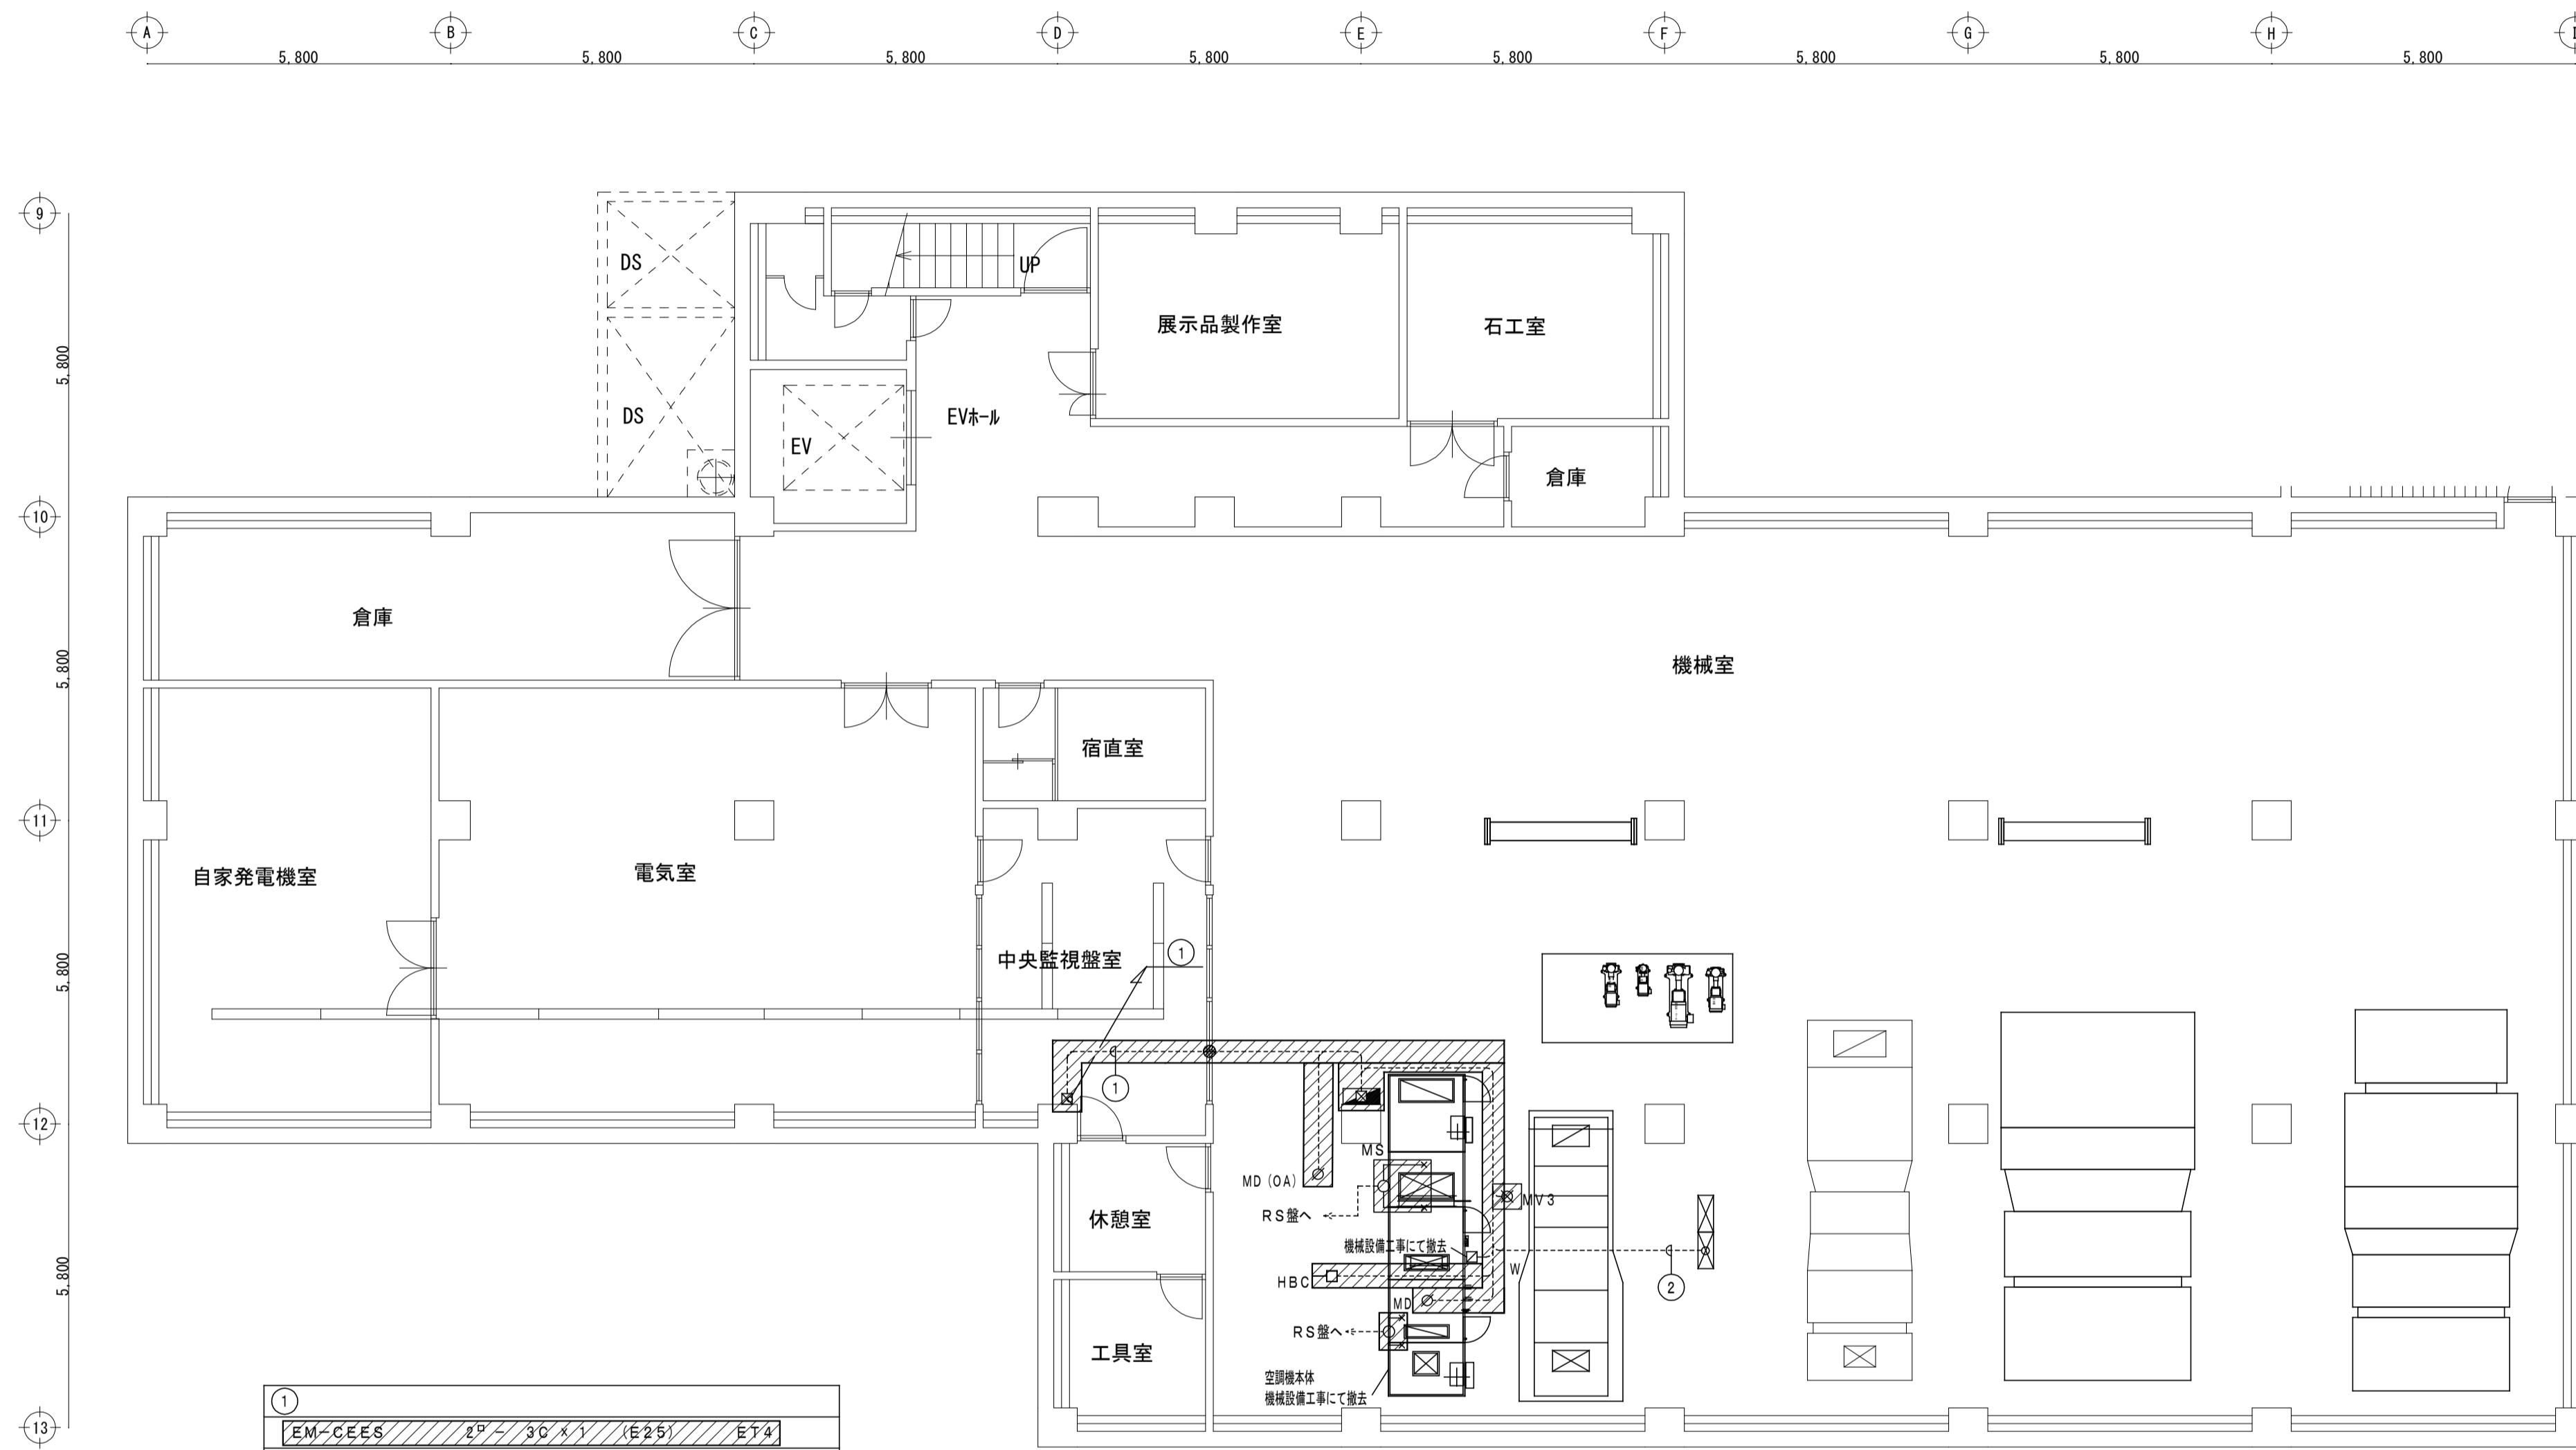 A B C D E F G H I
5,800 5,800 5,800 5,800 5,800 5,800 5,800 5,800
9
DS
UP
展示品製作室
石工室
5,800
DS
EVホール
EV
倉庫
10
倉庫
5,800
機械室
宿直室
11
自家発電機室
電気室
5,800
中央監視盤室
1
1
12
MS
MD(OA)
MV3
RS盤へ
休憩室
機械設備工事にて撤去
W
HBC
2
5,800
MD
RS盤へ
工具室
空調機本体
機械設備工事にて撤去
1
13
EM-CEES 2□- 3C×1 (E25) ET4